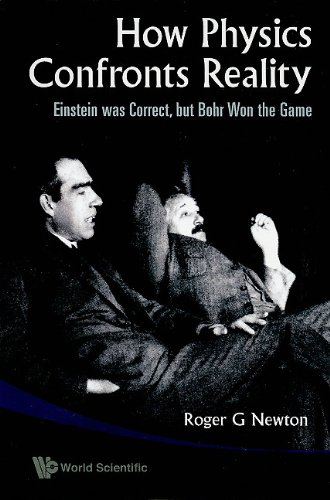 How Physics
Confronts Reality
Einstein was Correct, but Bohr Won the Game
Roger G Newton
World Scientific